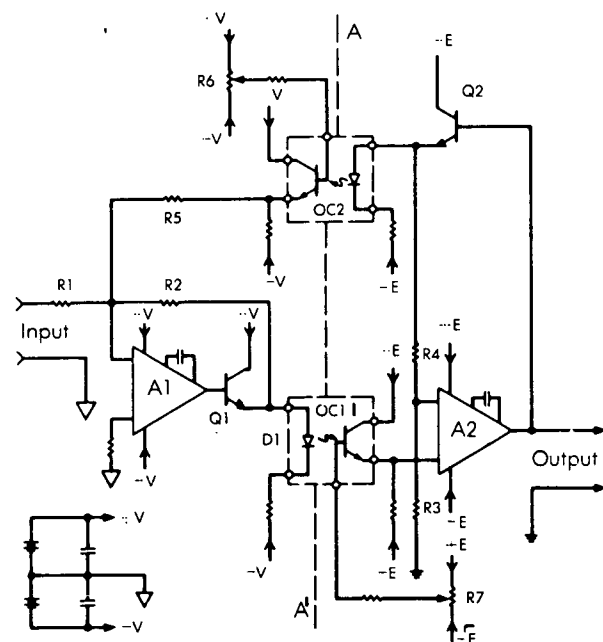 A
+V
-E
R6
V
Q2
-V
OC2
R5
-V
-E
R1
R2
Input
+V
+V
+E
+E
R4
A1
Q1
OC1
D1
A2
Output
-V
-V
-E
R3
-E
+E
+V
A'
R7
-V
-E